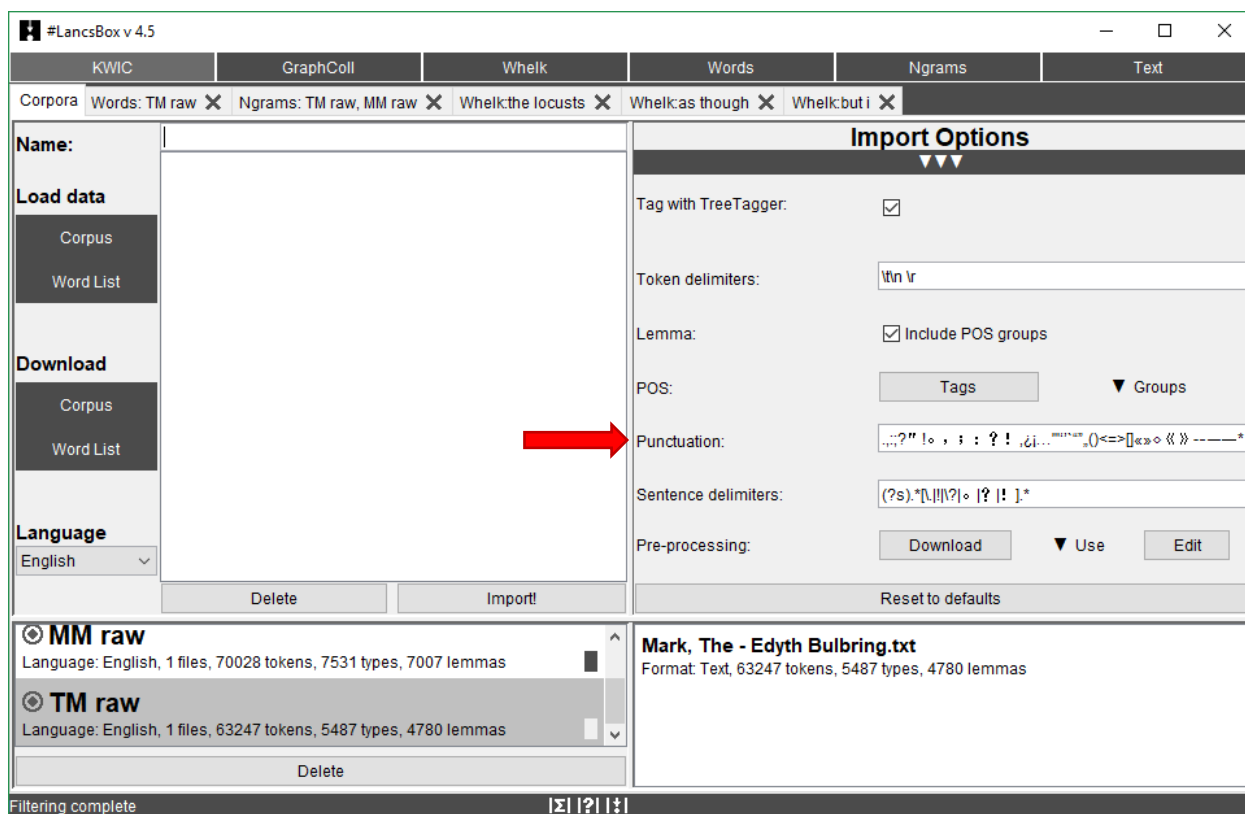 #LancsBox v 4.5
KWIC GraphColl Whelk Words Ngrams Text
Corpora Words: TM raw Ngrams: TM raw, MM raw Whelk:the locusts Whelk:as though Whelk:but i
Name:
Load data
Corpus
Word List
Download
Corpus
Word List
Language
English
Delete Import!
Import Options
▼▼▼
Tag with TreeTagger:
Token delimiters: \t\n \r
Lemma: Include POS groups
POS: Tags ▼ Groups
Punctuation:
Sentence delimiters: (?s).*[\.|!|\?|。|？|！ ].*
Pre-processing: Download ▼ Use Edit
Reset to defaults
MM raw
Language: English, 1 files, 70028 tokens, 7531 types, 7007 lemmas
TM raw
Language: English, 1 files, 63247 tokens, 5487 types, 4780 lemmas
Delete
Mark, The - Edyth Bulbring.txt
Format: Text, 63247 tokens, 5487 types, 4780 lemmas
Filtering complete |Σ| |?| |‡|